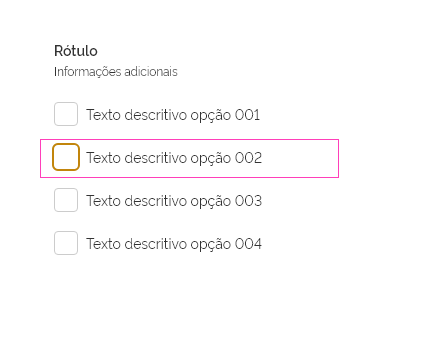 Rótulo
Informações adicionais
Texto descritivo opção 001
Texto descritivo opção 002
Texto descritivo opção 003
Texto descritivo opção 004